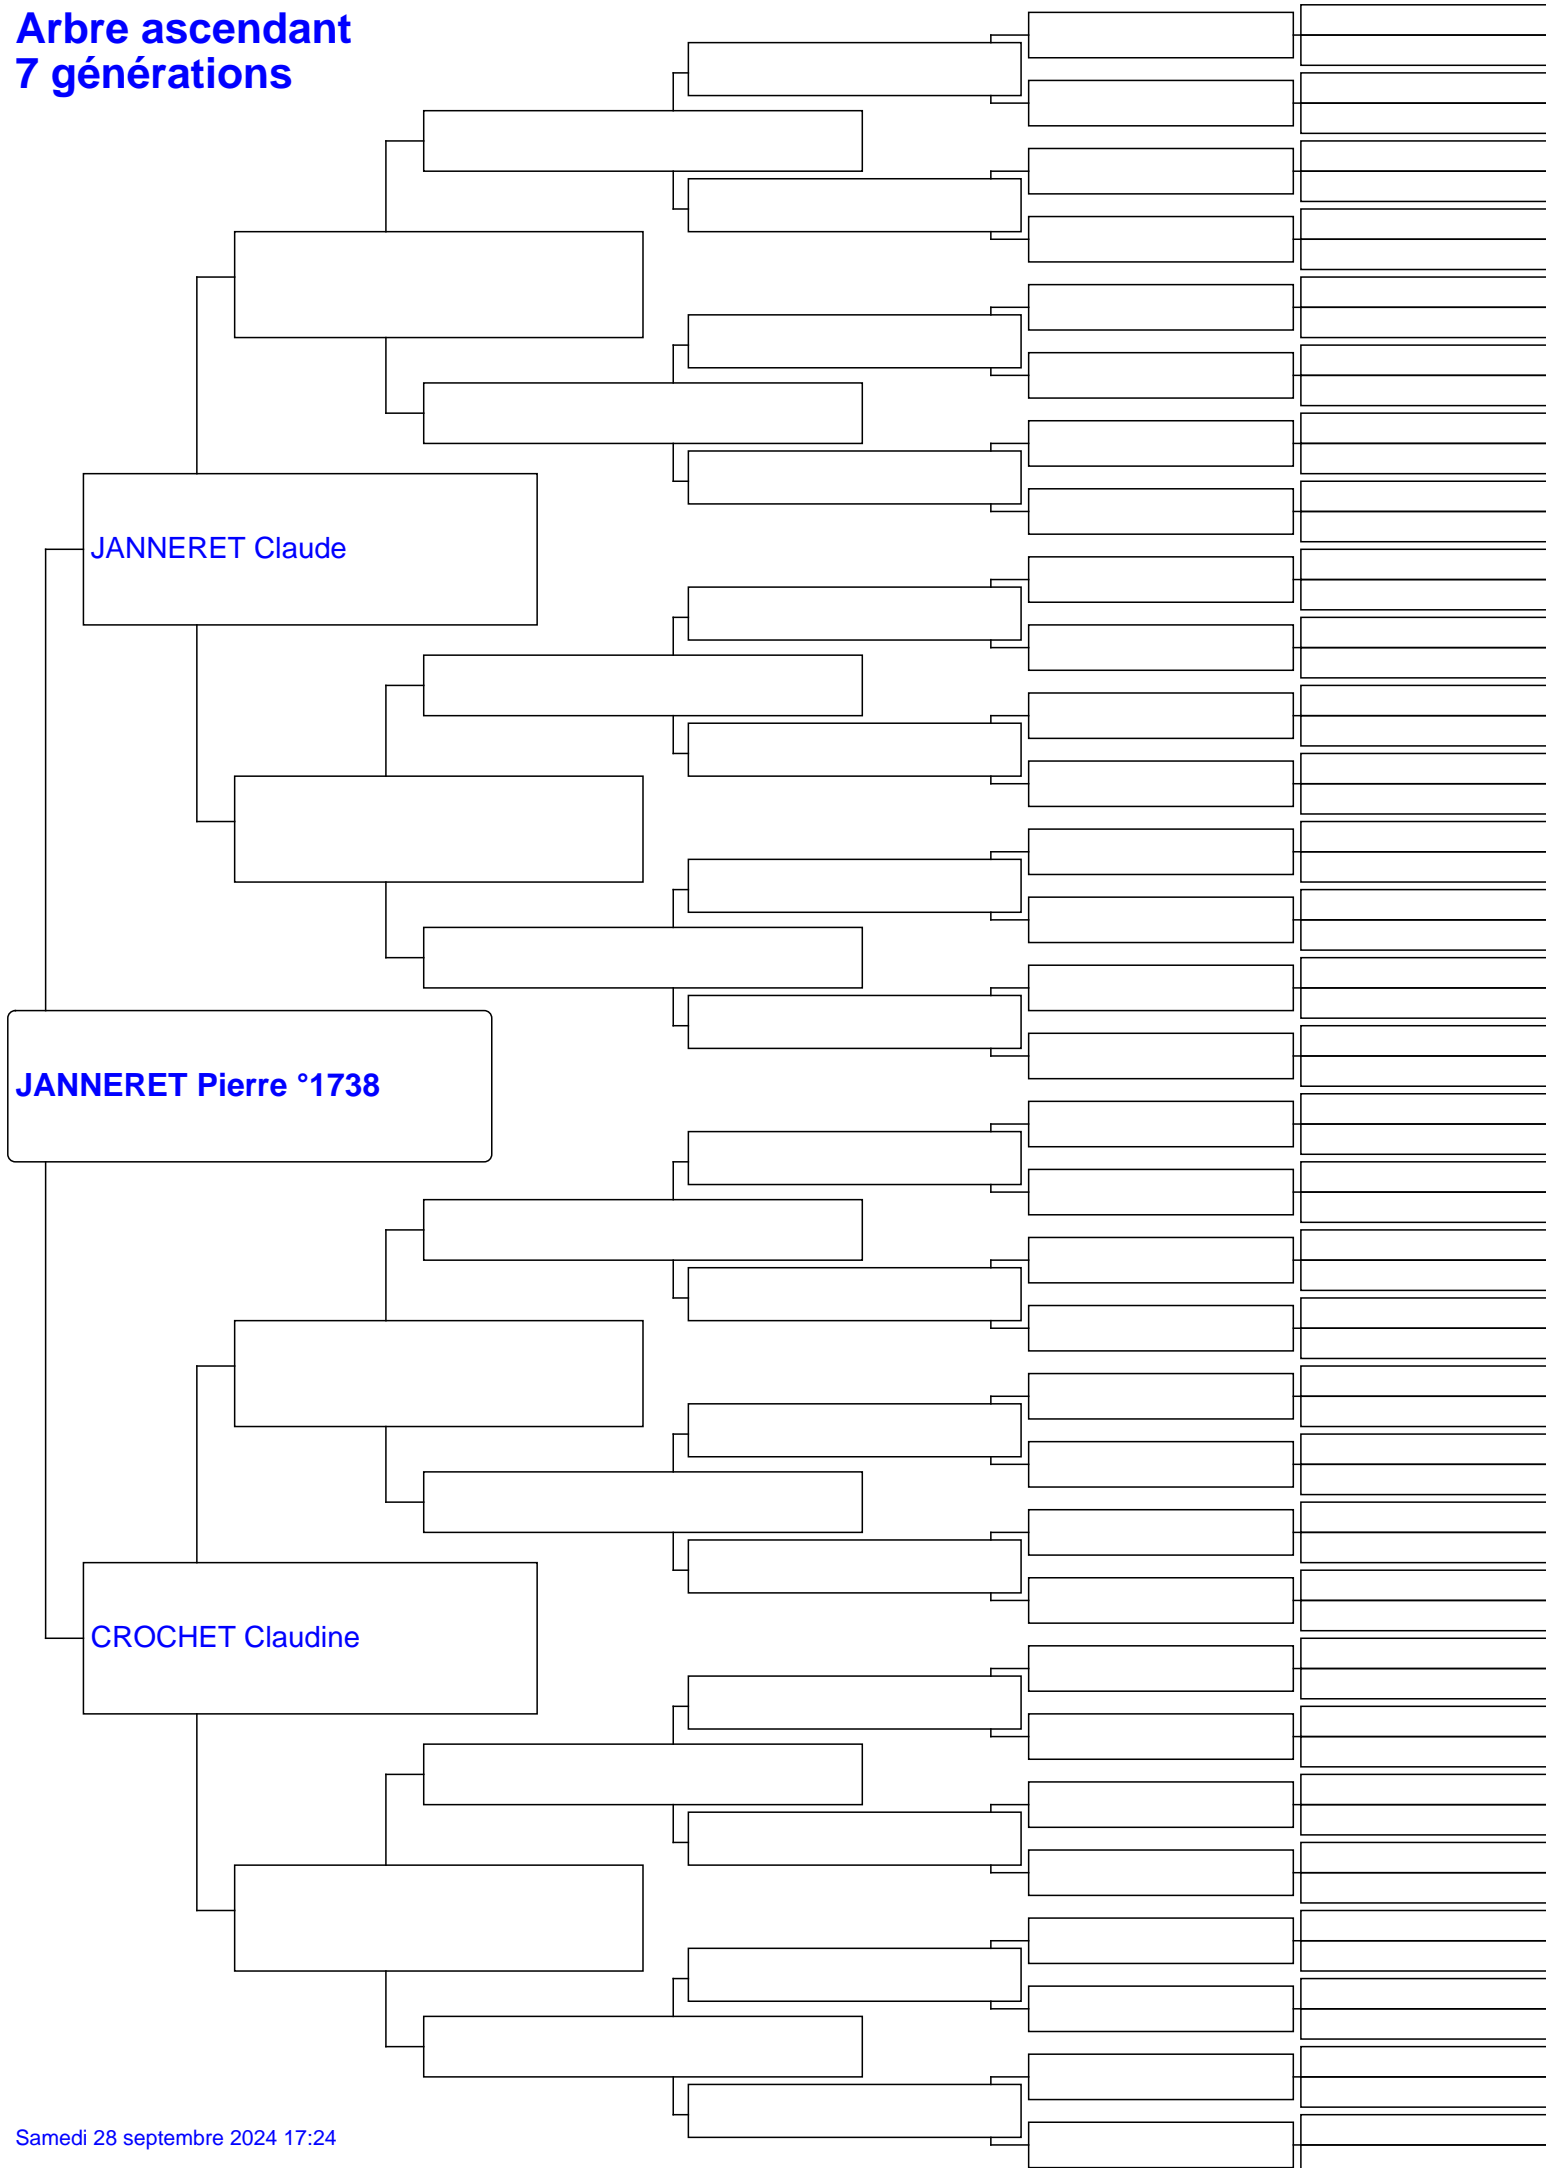 Arbre ascendant
7 générations
JANNERET Claude
JANNERET Pierre °1738
CROCHET Claudine
Samedi 28 septembre 2024 17:24